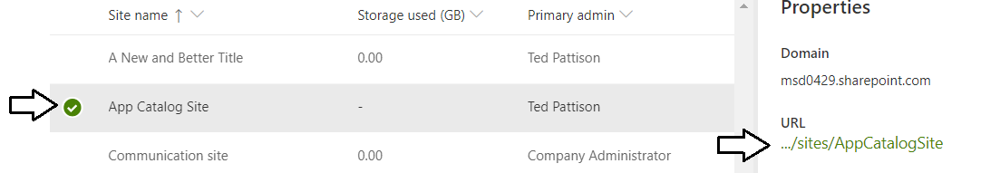 Site name ↑ Storage used (GB) Primary admin
A New and Better Title 0.00 Ted Pattison
App Catalog Site - Ted Pattison
Communication site 0.00 Company Administrator
Properties
Domain
msd0429.sharepoint.com
URL
.../sites/AppCatalogSite